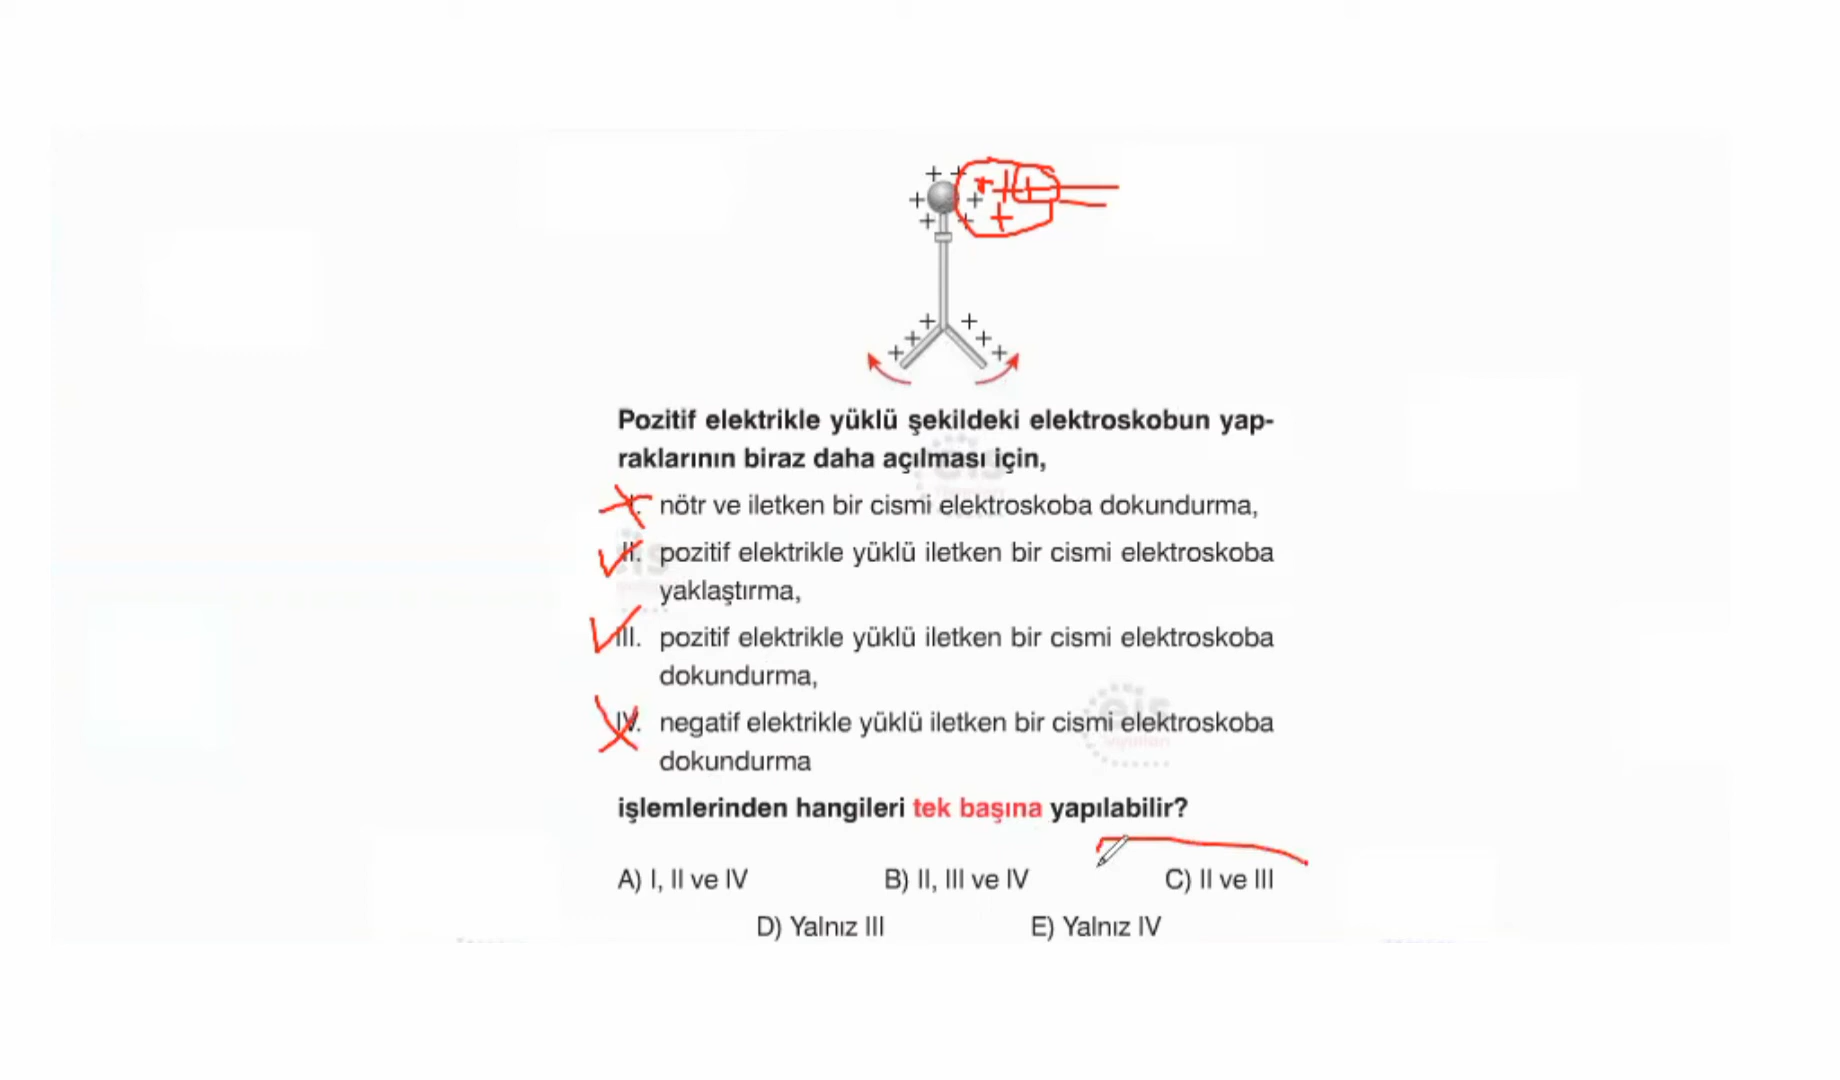 Pozitif elektrikle yüklü şekildeki elektroskobun yap-
raklarının biraz daha açılması için,
I. nötr ve iletken bir cismi elektroskoba dokundurma,
II. pozitif elektrikle yüklü iletken bir cismi elektroskoba
yaklaştırma,
III. pozitif elektrikle yüklü iletken bir cismi elektroskoba
dokundurma,
IV. negatif elektrikle yüklü iletken bir cismi elektroskoba
dokundurma
işlemlerinden hangileri tek başına yapılabilir?
A) I, II ve IV B) II, III ve IV C) II ve III
D) Yalnız III E) Yalnız IV